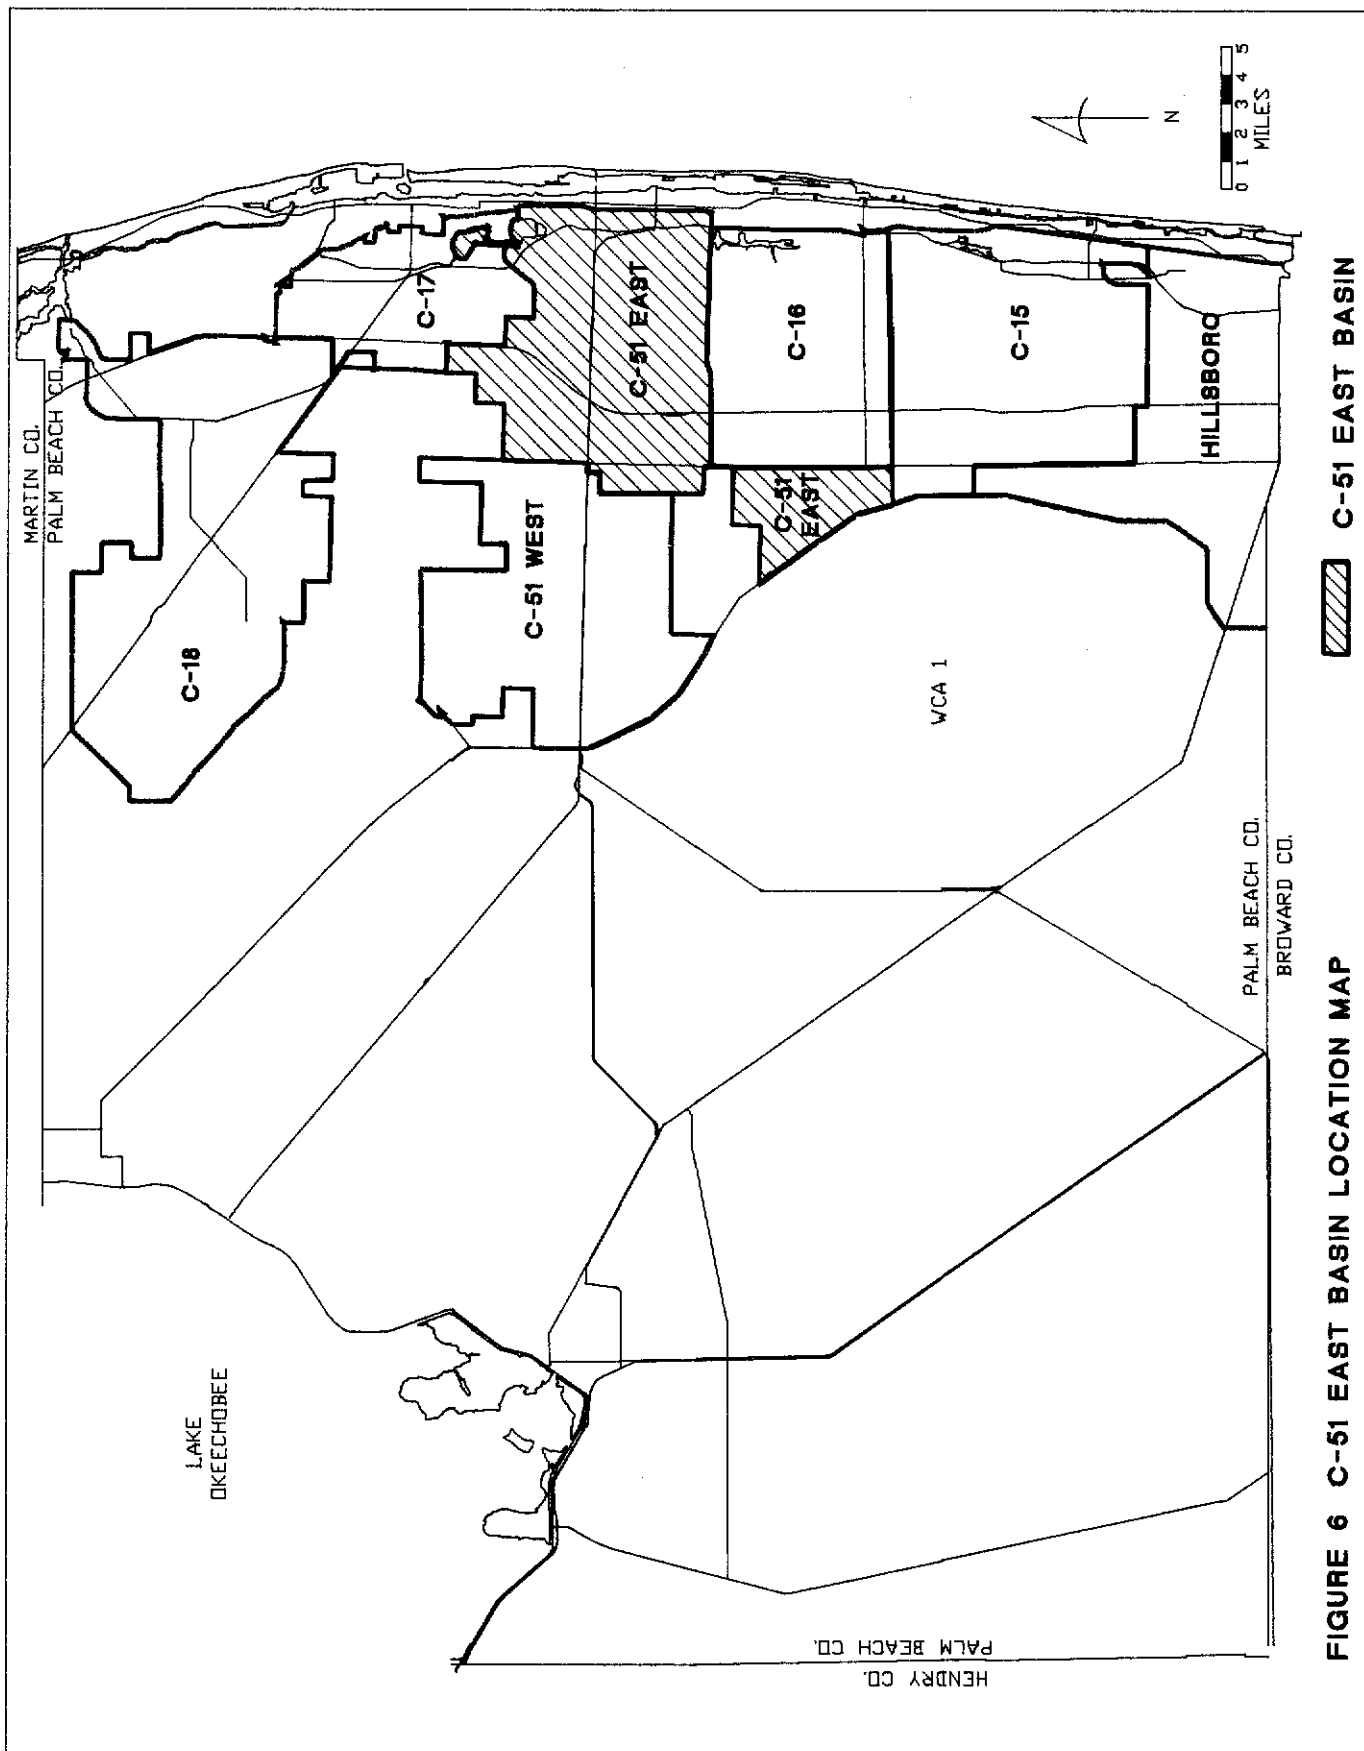 MARTIN CO.
PALM BEACH CO.
LAKE
OKEECHOBEE
C-18
C-17
C-51 WEST
C-51 EAST
C-51
EAST
C-16
C-15
WCA 1
HILLSBORO
HENDRY CO.
PALM BEACH CO.
PALM BEACH CO.
BROWARD CO.
N
0 1 2 3 4 5
MILES
FIGURE 6 C-51 EAST BASIN LOCATION MAP
C-51 EAST BASIN